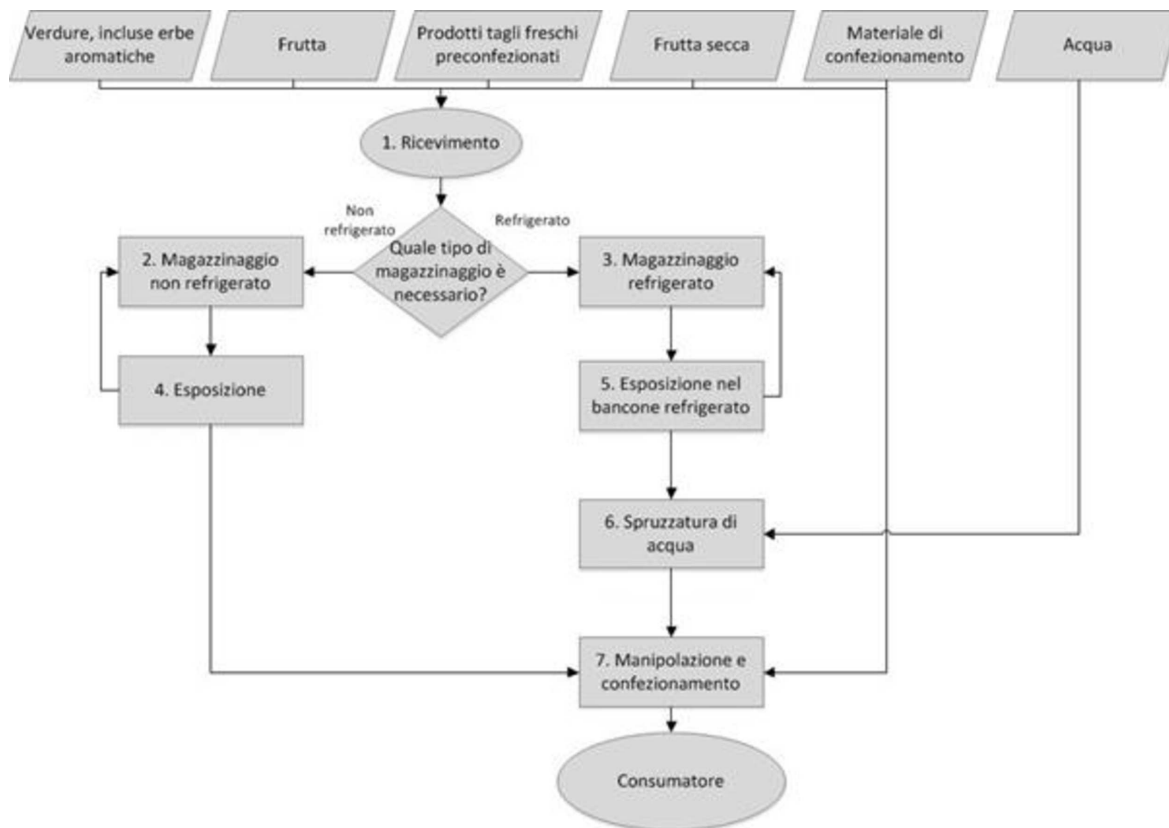 Verdure, incluse erbe
aromatiche
Frutta
Prodotti tagli freschi
preconfezionati
Frutta secca
Materiale di
confezionamento
Acqua
1. Ricevimento
Non
refrigerato
Refrigerato
Quale tipo di
magazzinaggio è
necessario?
2. Magazzinaggio
non refrigerato
3. Magazzinaggio
refrigerato
4. Esposizione
5. Esposizione nel
bancone refrigerato
6. Spruzzatura di
acqua
7. Manipolazione e
confezionamento
Consumatore